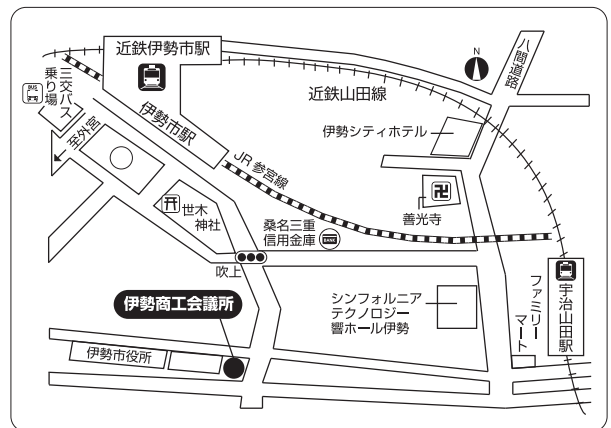 近鉄伊勢市駅
N
八間道路
BUS
三交バス
乗り場
近鉄山田線
伊勢シティホテル
至外宮
伊勢市駅
JR 参宮線
卍
善光寺
世木
神社
桑名三重
信用金庫
BANK
吹上
伊勢商工会議所
シンフォルニア
テクノロジー
響ホール伊勢
ファミリー
マート
宇治山田駅
伊勢市役所